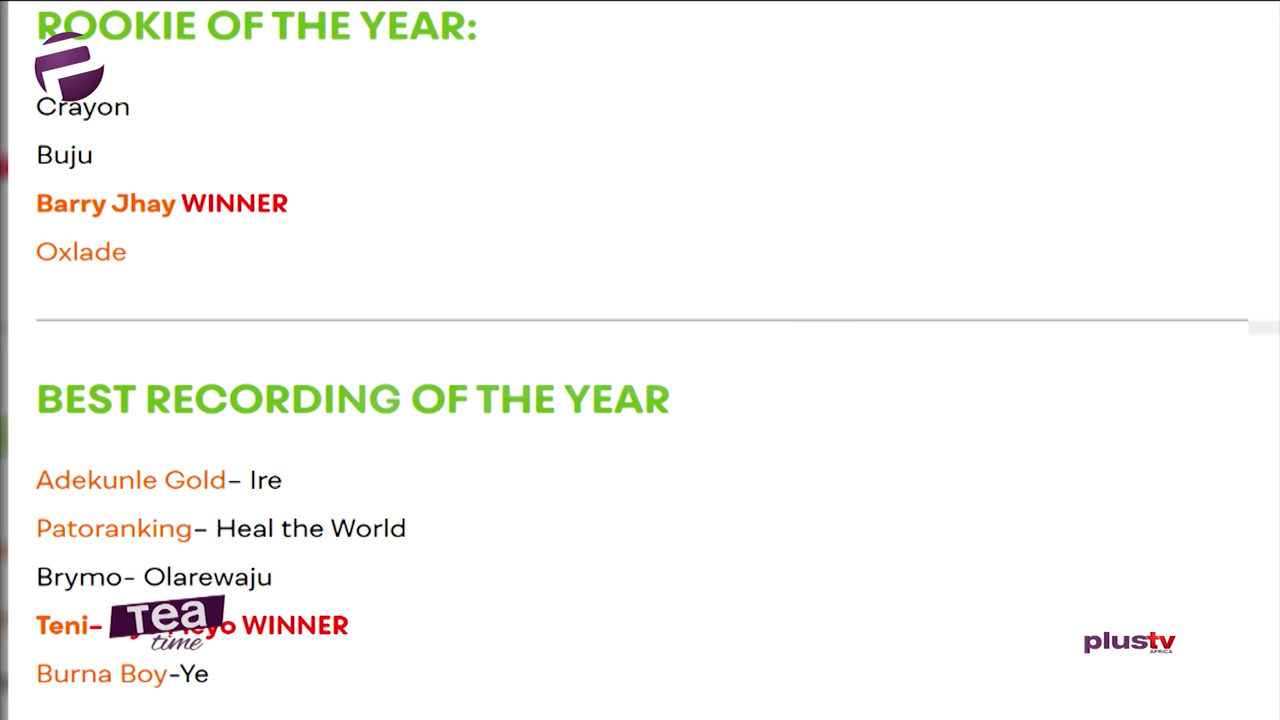 ROOKIE OF THE YEAR:
Crayon
Buju
Barry Jhay WINNER
Oxlade
BEST RECORDING OF THE YEAR
Adekunle Gold– Ire
Patoranking– Heal the World
Brymo- Olarewaju
Teni– WINNER
Tea
time
Burna Boy-Ye
plustv
AFRICA